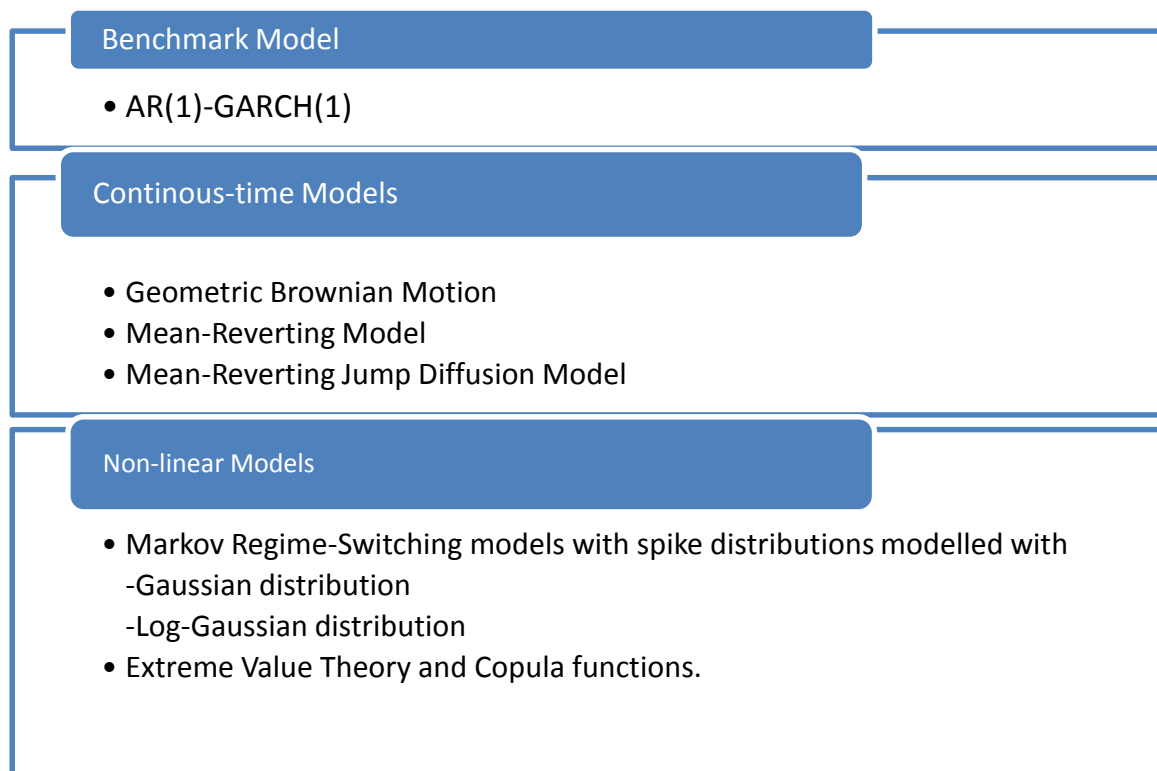 Benchmark Model
• AR(1)-GARCH(1)
Continous-time Models
• Geometric Brownian Motion
• Mean-Reverting Model
• Mean-Reverting Jump Diffusion Model
Non-linear Models
• Markov Regime-Switching models with spike distributions modelled with
-Gaussian distribution
-Log-Gaussian distribution
• Extreme Value Theory and Copula functions.